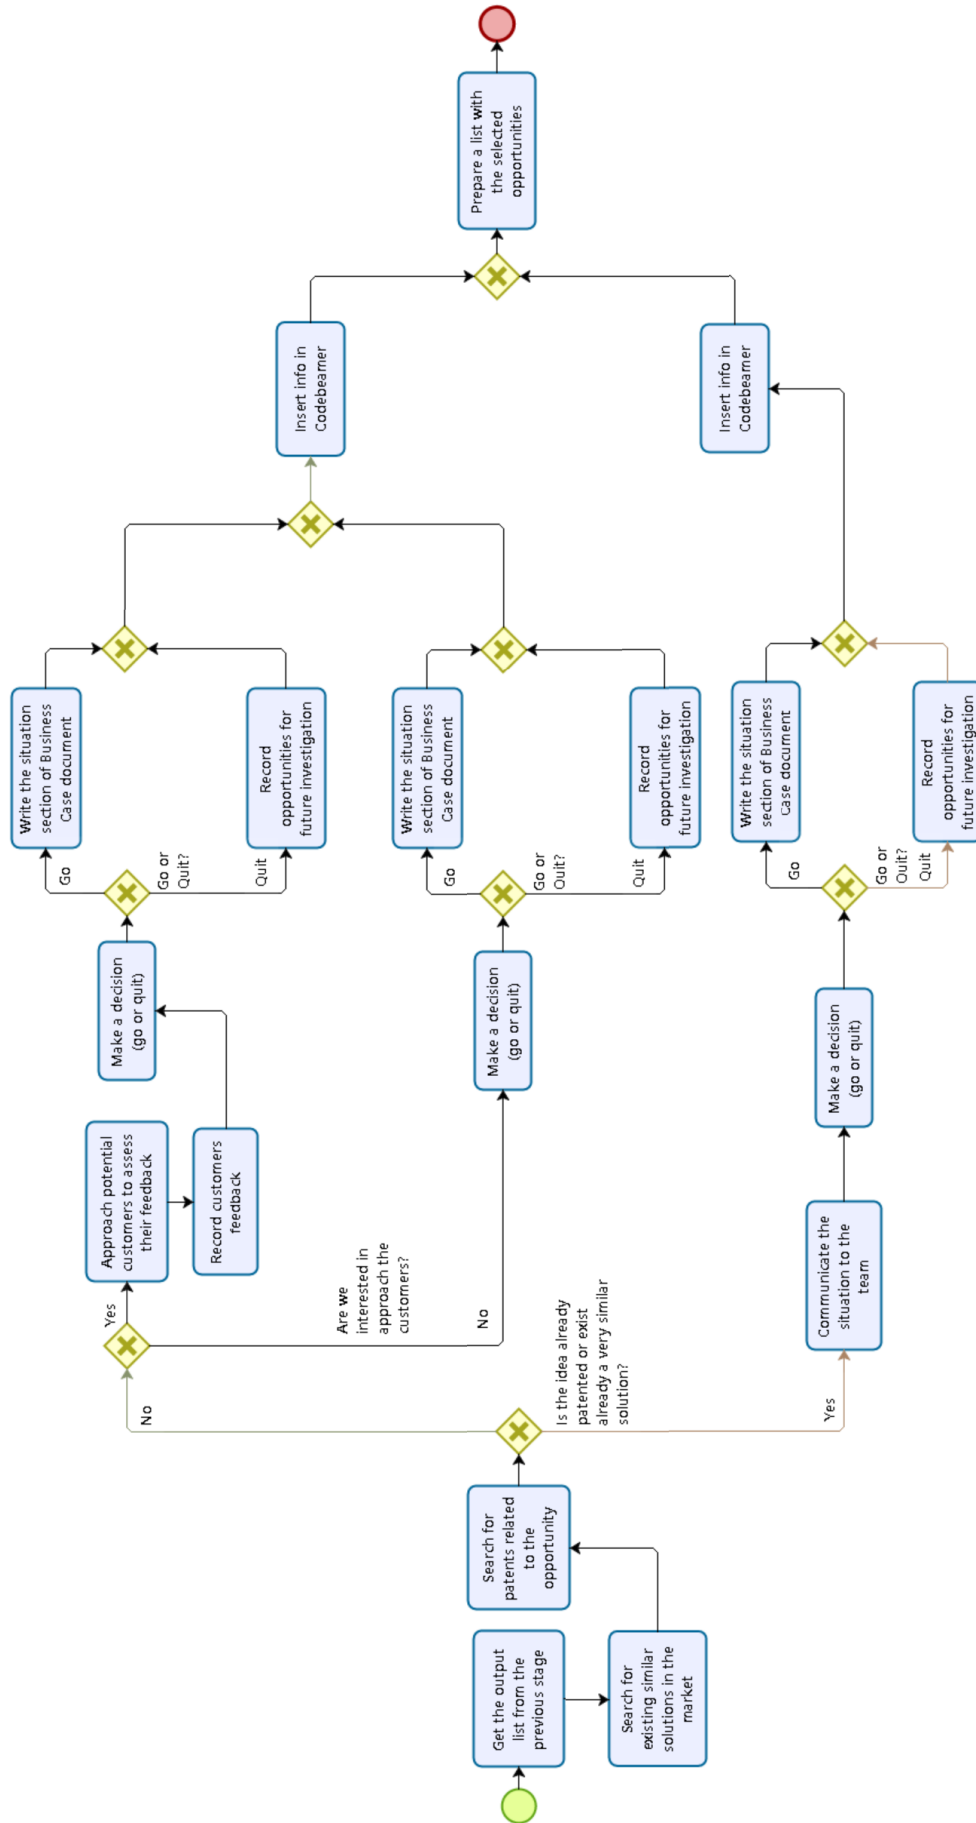 Get the output
list from the
previous stage
Search for
existing similar
solutions in the
market
Search for
patents related
to the
opportunity
Is the idea already
patented or exist
already a very similar
solution?
No
Yes
Are we
interested in
approach the
customers?
Yes
No
Approach potential
customers to assess
their feedback
Record customers
feedback
Make a decision
(go or quit)
Go or
Quit?
Go
Quit
Write the situation
section of Business
Case document
Record
opportunities for
future investigation
Make a decision
(go or quit)
Go or
Quit?
Go
Quit
Write the situation
section of Business
Case document
Record
opportunities for
future investigation
Communicate the
situation to the
team
Make a decision
(go or quit)
Go or
Quit?
Go
Quit
Write the situation
section of Business
Case document
Record
opportunities for
future investigation
Insert info in
Codebeamer
Insert info in
Codebeamer
Prepare a list with
the selected
opportunities